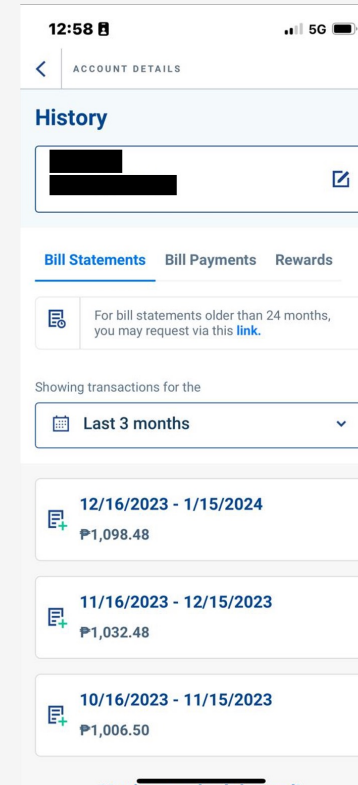 12:58
5G
ACCOUNT DETAILS
History
Bill Statements Bill Payments Rewards
For bill statements older than 24 months,
you may request via this link.
Showing transactions for the
Last 3 months
12/16/2023 - 1/15/2024
₱1,098.48
11/16/2023 - 12/15/2023
₱1,032.48
10/16/2023 - 11/15/2023
₱1,006.50